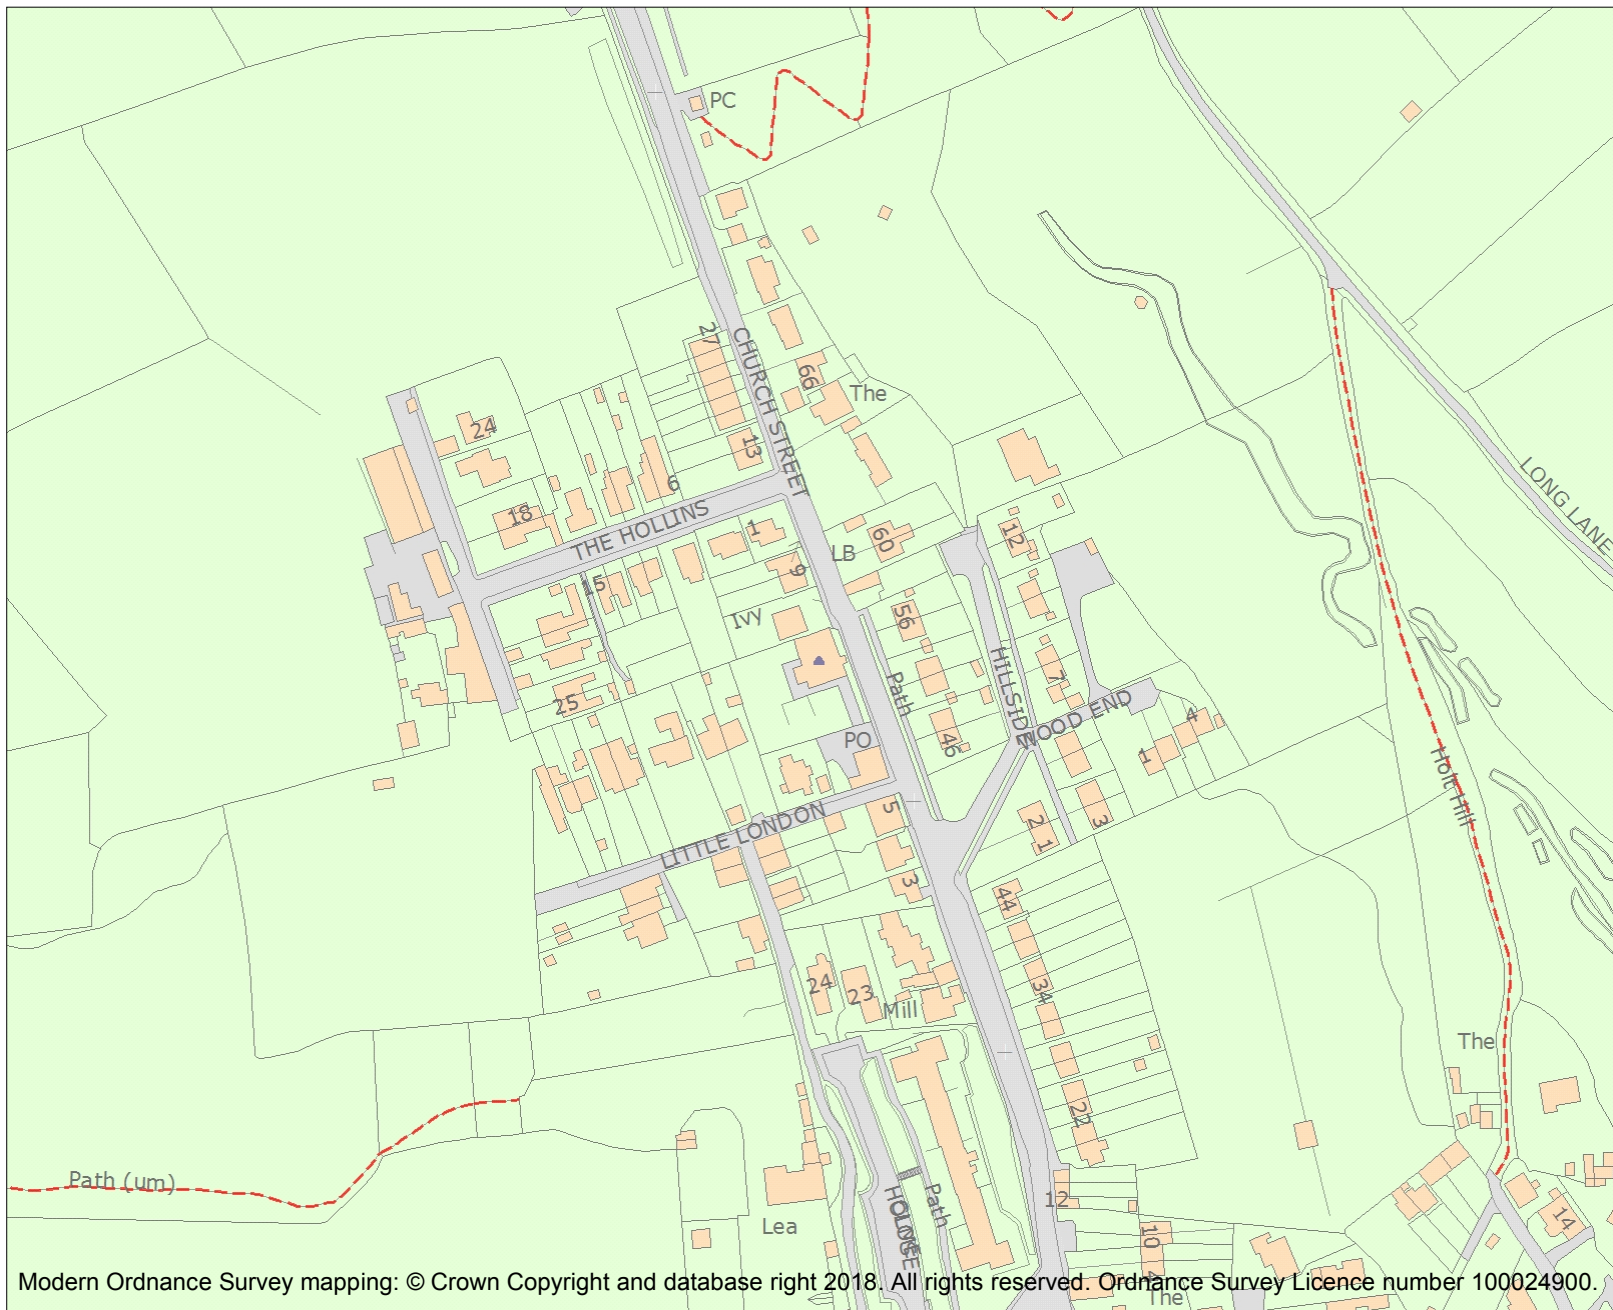 PC
27
CHURCH STREET
66
The
24
13
6
LONG LANE
18
THE HOLLINS
1
60
12
LB
9
15
Ivy
56
HILLSIDE
7
Path
25
WOOD END
4
46
PO
1
Holt Hill
5
LITTLE LONDON
2
1
3
3
44
24
23
34
Mill
The
22
Path (um)
12
Path
Lea
10
14
4
The
Modern Ordnance Survey mapping: © Crown Copyright and database right 2018. All rights reserved. Ordnance Survey Licence number 100024900.